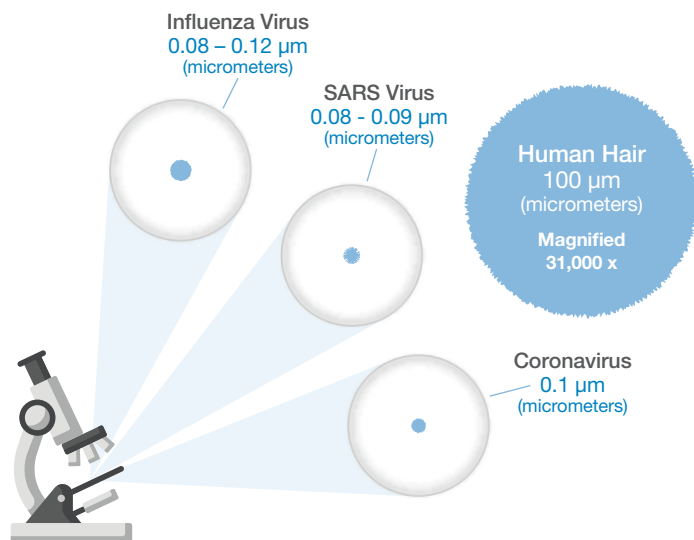 Influenza Virus
0.08 – 0.12 µm
(micrometers)
SARS Virus
0.08 - 0.09 µm
(micrometers)
Human Hair
100 µm
(micrometers)
Magnified
31,000 x
Coronavirus
0.1 µm
(micrometers)